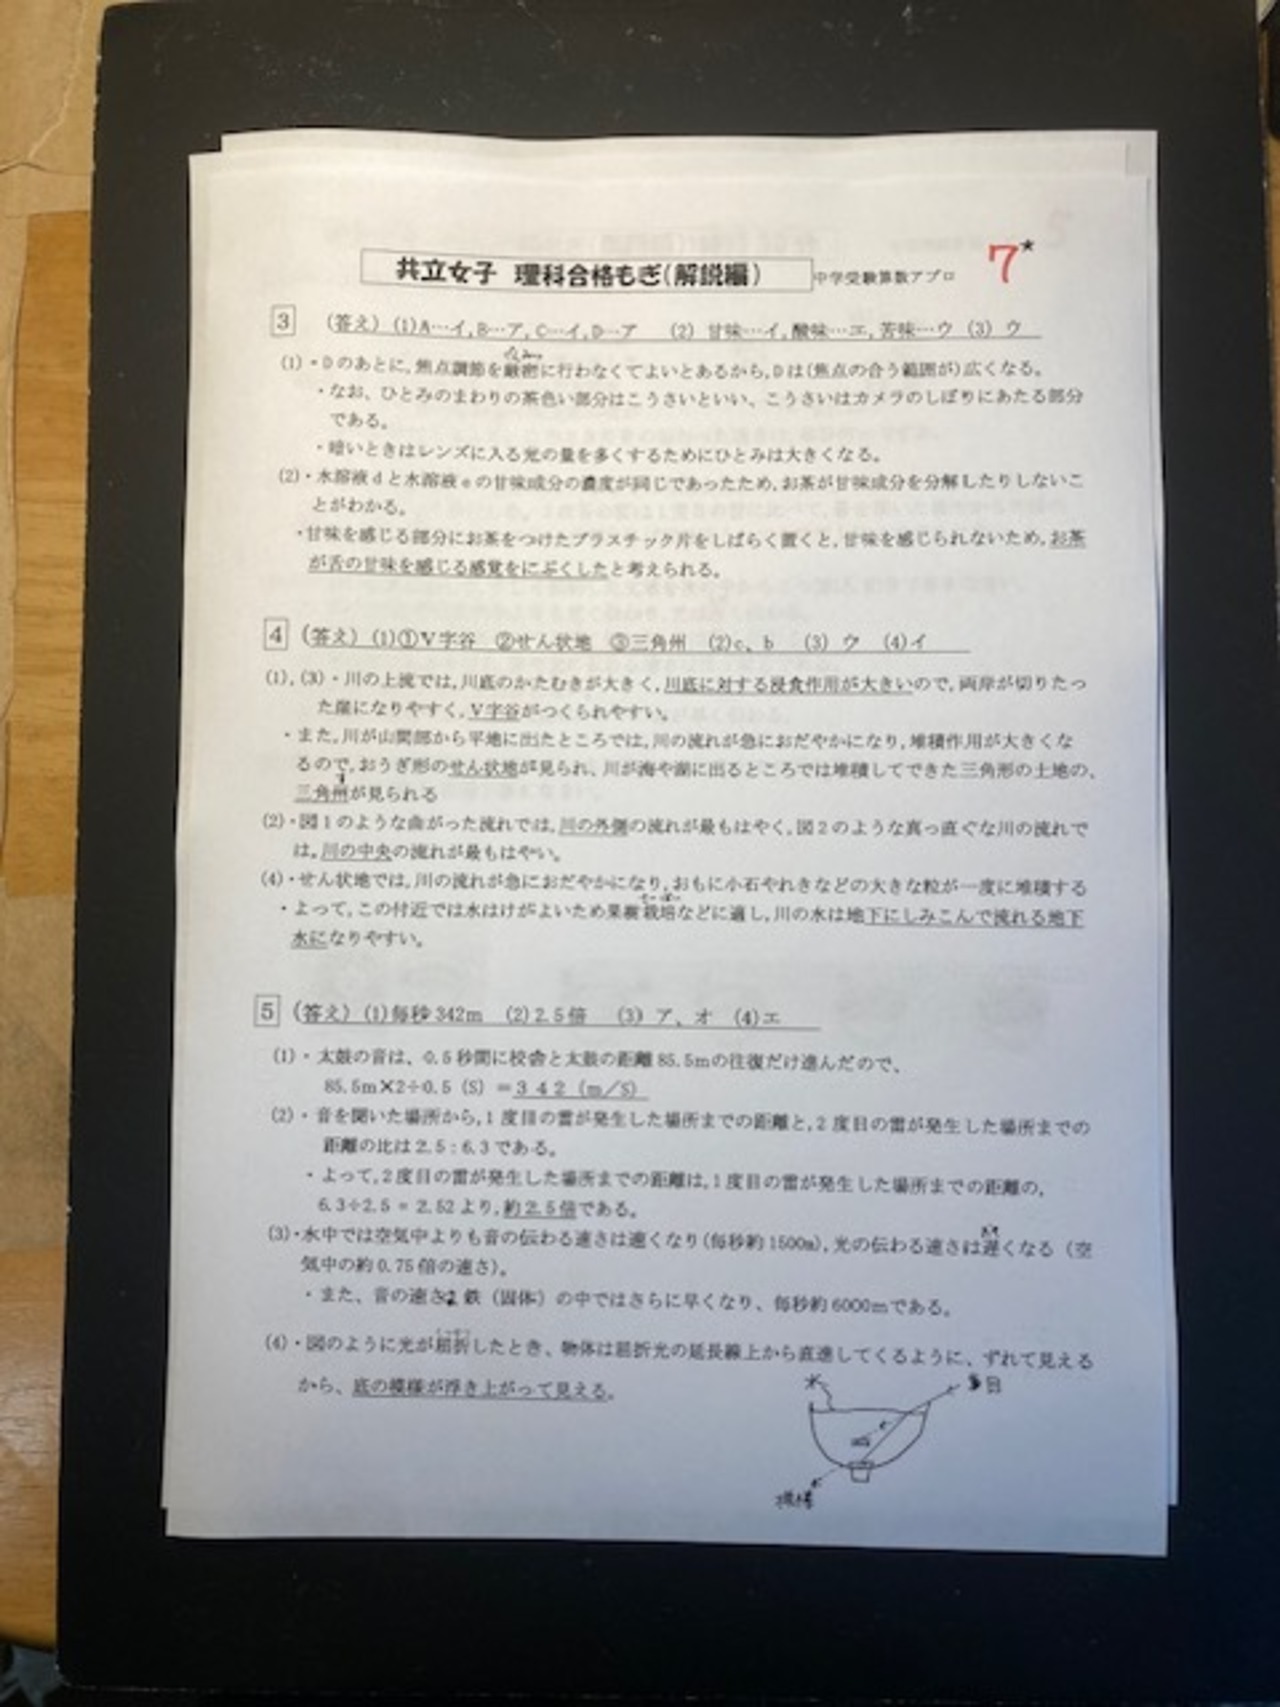 共立女子 理科合格もぎ(解説編) 中学受験算数アプロ 7★
3 (答え) (1)A…イ, B…ア, C…イ, D…ア (2) 甘味…イ, 酸味…エ, 苦味…ウ (3) ウ
(1)・Dのあとに, 焦点調節を厳密に行わなくてよいとあるから, Dは(焦点の合う範囲が)広くなる。
・なお、ひとみのまわりの茶色い部分はこうさいといい、こうさいはカメラのしぼりにあたる部分
である。
・暗いときはレンズに入る光の量を多くするためにひとみは大きくなる。
(2)・水溶液dと水溶液eの甘味成分の濃度が同じであったため, お茶が甘味成分を分解したりしないこ
とがわかる。
・甘味を感じる部分にお茶をつけたプラスチック片をしばらく置くと, 甘味を感じられないため, お茶
が舌の甘味を感じる感覚をにぶくしたと考えられる。
4 (答え) (1)①V字谷 ②せん状地 ③三角州 (2)c、b (3) ウ (4)イ
(1), (3)・川の上流では, 川底のかたむきが大きく, 川底に対する浸食作用が大きいので, 両岸が切りたっ
た崖になりやすく, V字谷がつくられやすい。
・また, 川が山間部から平地に出たところでは, 川の流れが急におだやかになり, 堆積作用が大きくな
るので, おうぎ形のせん状地が見られ、川が海や湖に出るところでは堆積してできた三角形の土地の、
三角州が見られる
(2)・図1のような曲がった流れでは, 川の外側の流れが最もはやく, 図2のような真っ直ぐな川の流れで
は, 川の中央の流れが最もはやい。
(4)・せん状地では, 川の流れが急におだやかになり, おもに小石やれきなどの大きな粒が一度に堆積する
・よって, この付近では水はけがよいため果樹栽培などに適し, 川の水は地下にしみこんで流れる地下
水になりやすい。
5 (答え) (1)毎秒342m (2)2.5倍 (3) ア、オ (4)エ
(1)・太鼓の音は、0.5秒間に校舎と太鼓の距離85.5mの往復だけ進んだので、
85.5m×2÷0.5 (S) =342 (m/S)
(2)・音を聞いた場所から, 1度目の雷が発生した場所までの距離と, 2度目の雷が発生した場所までの
距離の比は2.5:6.3である。
・よって, 2度目の雷が発生した場所までの距離は, 1度目の雷が発生した場所までの距離の,
6.3÷2.5 = 2.52より, 約2.5倍である。
(3)・水中では空気中よりも音の伝わる速さは速くなり(毎秒約1500m), 光の伝わる速さは遅くなる (空
気中の約0.75倍の速さ)。
・また、音の速さ 鉄 (固体) の中ではさらに早くなり、毎秒約6000mである。
(4)・図のように光が屈折したとき、物体は屈折光の延長線上から直進してくるように、ずれて見える
から、底の模様が浮き上がって見える。
水
目
模様